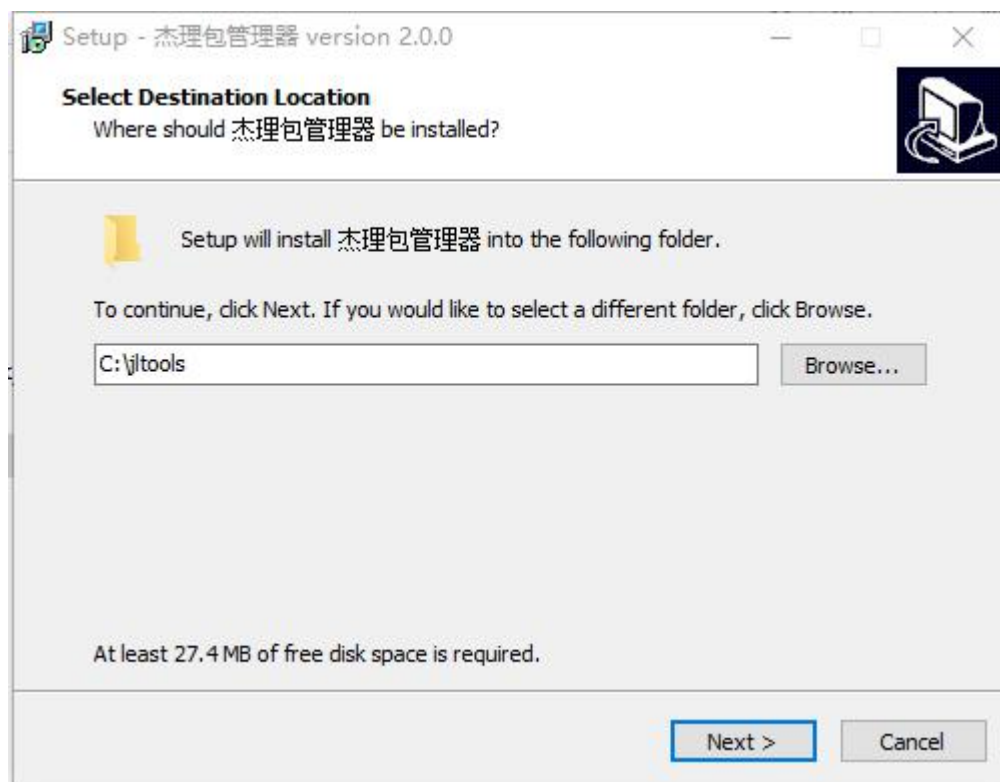 Setup - 杰理包管理器 version 2.0.0
Select Destination Location
Where should 杰理包管理器 be installed?
Setup will install 杰理包管理器 into the following folder.
To continue, click Next. If you would like to select a different folder, click Browse.
C:\jltools
Browse...
At least 27.4 MB of free disk space is required.
Next >
Cancel